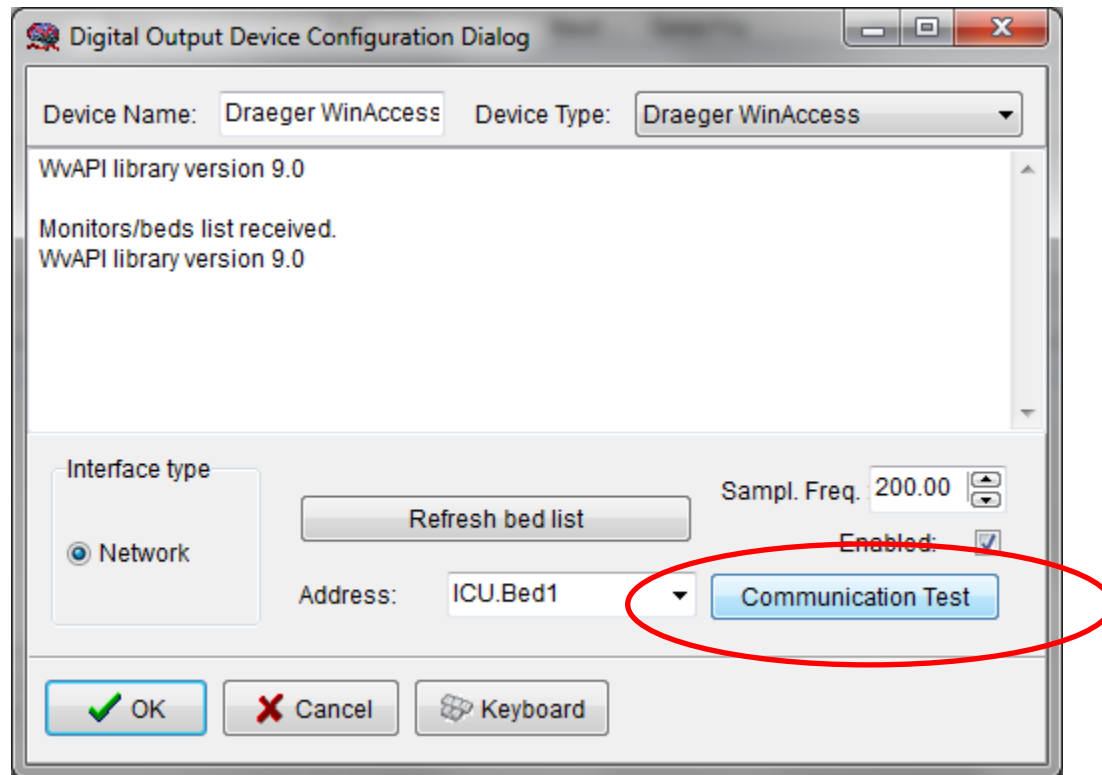 Digital Output Device Configuration Dialog
Device Name: Draeger WinAccess Device Type: Draeger WinAccess
WvAPI library version 9.0
Monitors/beds list received.
WvAPI library version 9.0
Interface type
Sampl. Freq. 200.00
Refresh bed list
Network
Enabled:
Address: ICU.Bed1 Communication Test
OK Cancel Keyboard